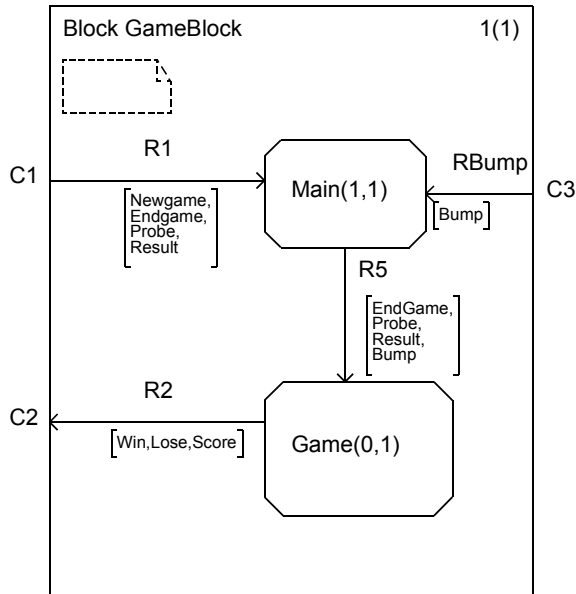 Block GameBlock 1(1)
R1
C1
RBump
C3
Main(1,1)
[Newgame,
Endgame,
Probe,
Result]
[Bump]
R5
[EndGame,
Probe,
Result,
Bump]
R2
C2
[Win,Lose,Score]
Game(0,1)